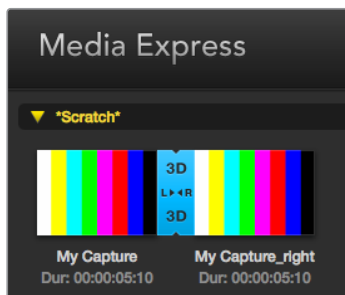 Media Express
*Scratch*
3D
L▶◀R
3D
My Capture My Capture_right
Dur: 00:00:05:10 Dur: 00:00:05:10